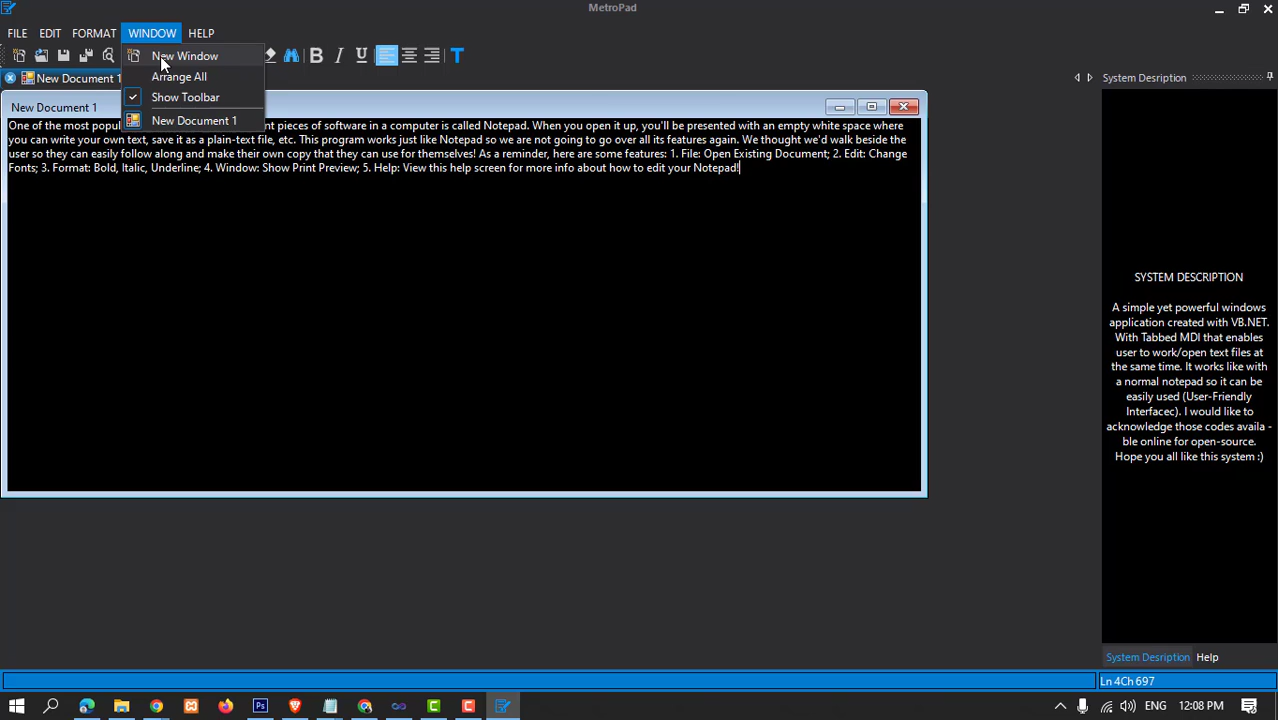 MetroPad
FILE EDIT FORMAT WINDOW HELP
New Window
Arrange All
Show Toolbar
New Document 1
B I U T
New Document 1
New Document 1
One of the most popul ent pieces of software in a computer is called Notepad. When you open it up, you'll be presented with an empty white space where
you can write your own text, save it as a plain-text file, etc. This program works just like Notepad so we are not going to go over all its features again. We thought we'd walk beside the
user so they can easily follow along and make their own copy that they can use for themselves! As a reminder, here are some features: 1. File: Open Existing Document; 2. Edit: Change
Fonts; 3. Format: Bold, Italic, Underline; 4. Window: Show Print Preview; 5. Help: View this help screen for more info about how to edit your Notepad!
System Desription
SYSTEM DESCRIPTION
A simple yet powerful windows
application created with VB.NET.
With Tabbed MDI that enables
user to work/open text files at
the same time. It works like with
a normal notepad so it can be
easily used (User-Friendly
Interfacec). I would like to
acknowledge those codes availa -
ble online for open-source.
Hope you all like this system :)
System Desription Help
Ln 4Ch 697
Ps
ENG 12:08 PM